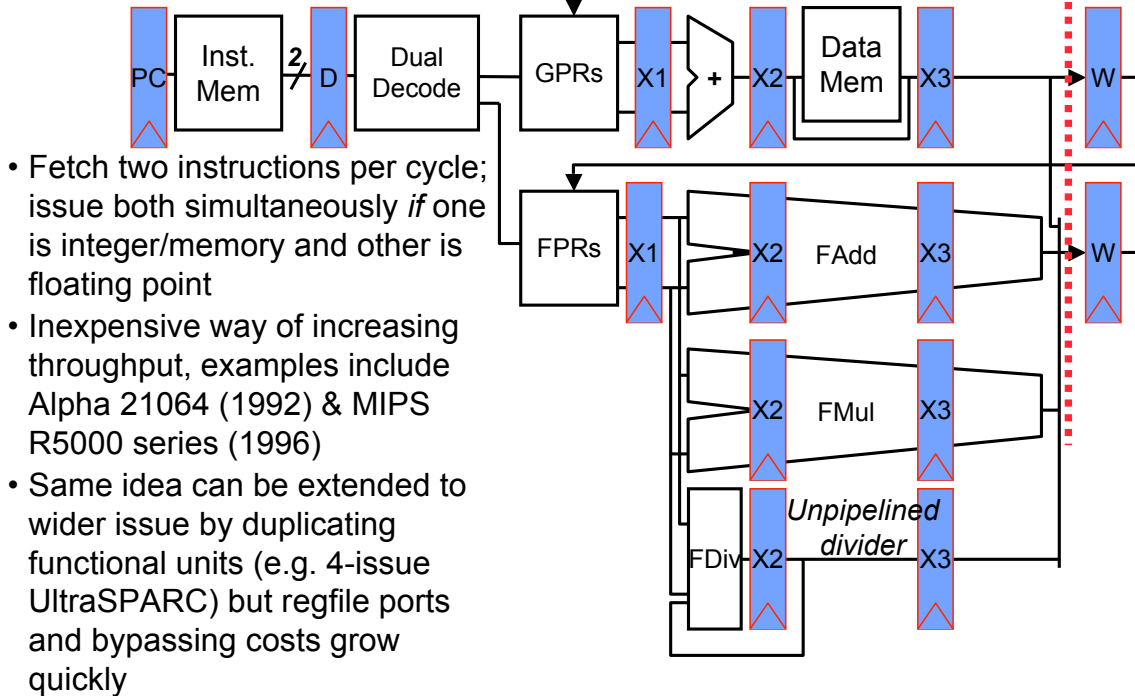 PC
Inst.
Mem
2
D
Dual
Decode
GPRs
X1
+
X2
Data
Mem
X3
W
• Fetch two instructions per cycle;
issue both simultaneously if one
is integer/memory and other is
floating point
• Inexpensive way of increasing
throughput, examples include
Alpha 21064 (1992) & MIPS
R5000 series (1996)
• Same idea can be extended to
wider issue by duplicating
functional units (e.g. 4-issue
UltraSPARC) but regfile ports
and bypassing costs grow
quickly
FPRs
X1
X2
FAdd
X3
W
X2
FMul
X3
FDiv
X2
Unpipelined
divider
X3